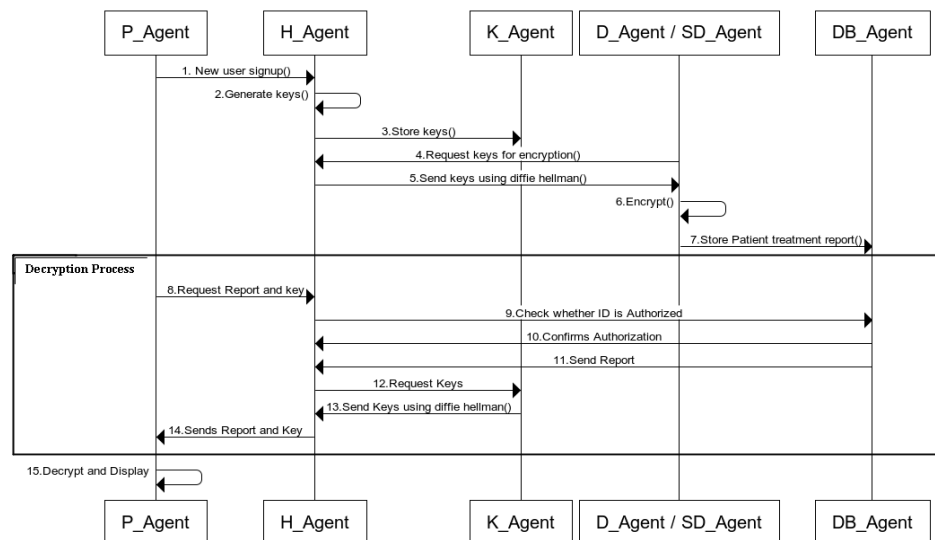 P_Agent
H_Agent
K_Agent
D_Agent / SD_Agent
DB_Agent
1. New user signup()
2.Generate keys()
3.Store keys()
4.Request keys for encryption()
5.Send keys using diffie hellman()
6.Encrypt()
7.Store Patient treatment report()
Decryption Process
8.Request Report and key
9.Check whether ID is Authorized
10.Confirms Authorization
11.Send Report
12.Request Keys
13.Send Keys using diffie hellman()
14.Sends Report and Key
15.Decrypt and Display
P_Agent
H_Agent
K_Agent
D_Agent / SD_Agent
DB_Agent